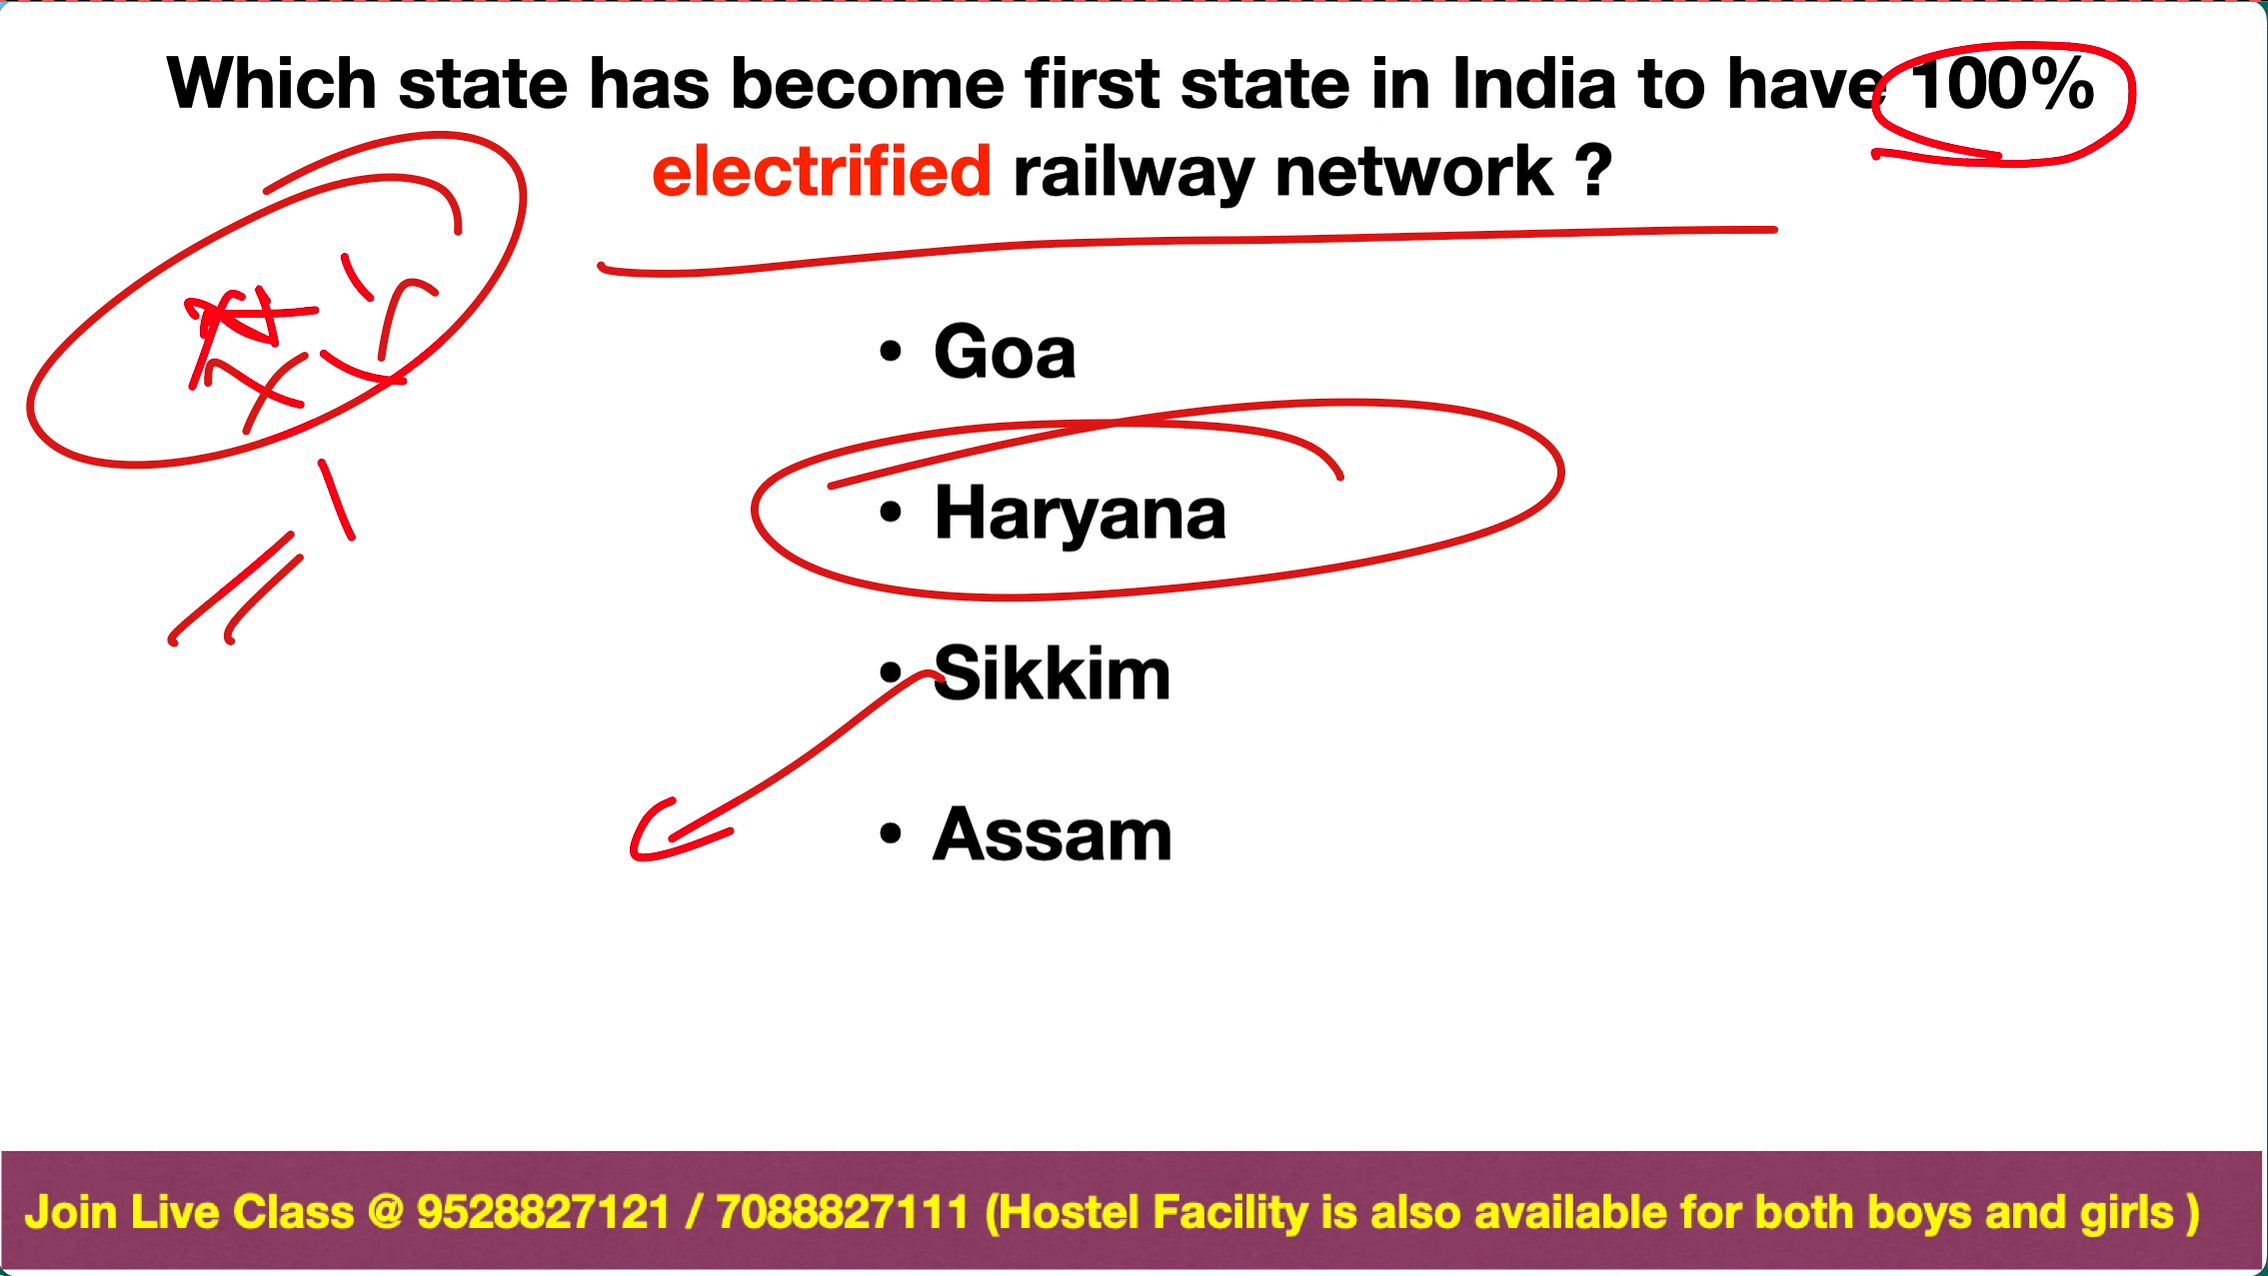 Which state has become first state in India to have 100%
electrified railway network ?
• Goa
• Haryana
• Sikkim
• Assam
Join Live Class @ 9528827121 / 7088827111 (Hostel Facility is also available for both boys and girls )